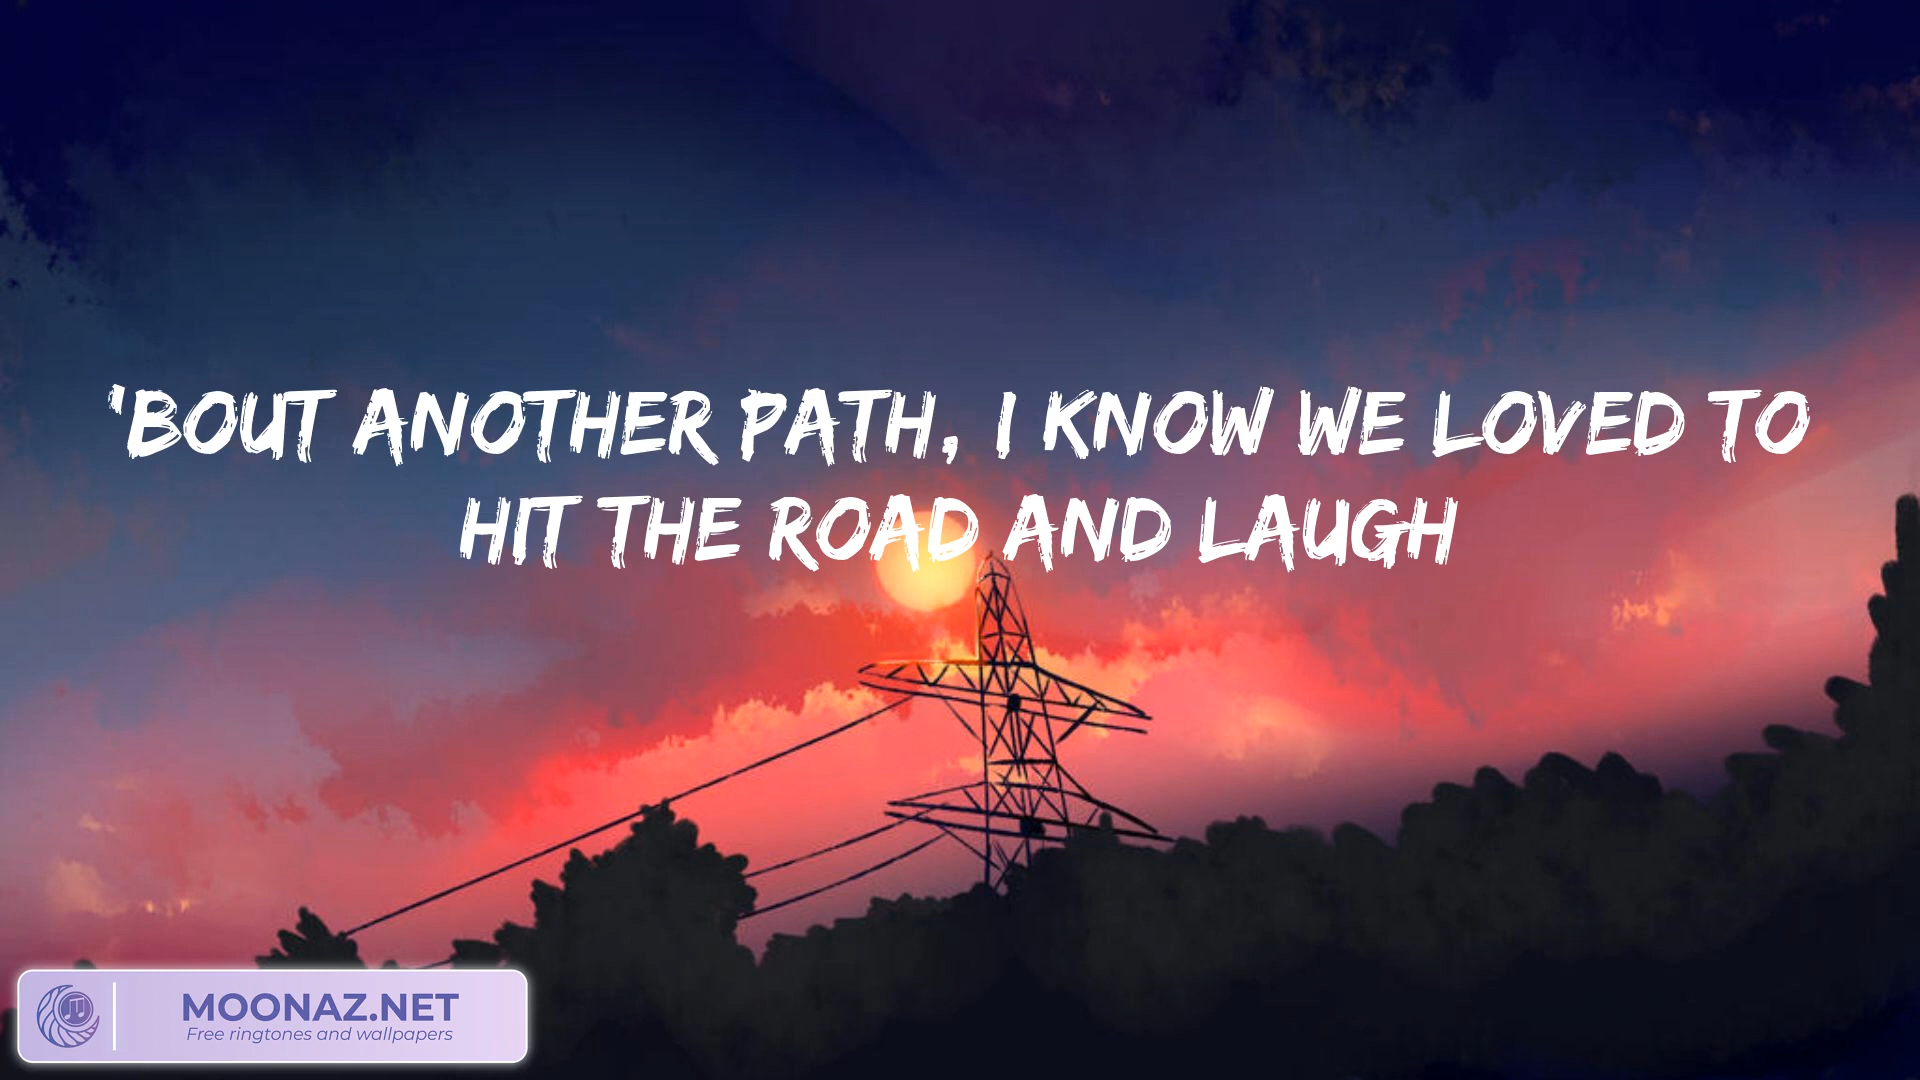 'BOUT ANOTHER PATH, I KNOW WE LOVED TO
HIT THE ROAD AND LAUGH
MOONAZ.NET
Free ringtones and wallpapers